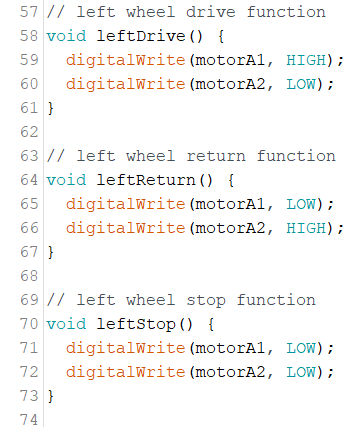 57 // left wheel drive function
58 void leftDrive() {
59   digitalWrite(motorA1, HIGH);
60   digitalWrite(motorA2, LOW);
61 }
62
63 // left wheel return function
64 void leftReturn() {
65   digitalWrite(motorA1, LOW);
66   digitalWrite(motorA2, HIGH);
67 }
68
69 // left wheel stop function
70 void leftStop() {
71   digitalWrite(motorA1, LOW);
72   digitalWrite(motorA2, LOW);
73 }
74